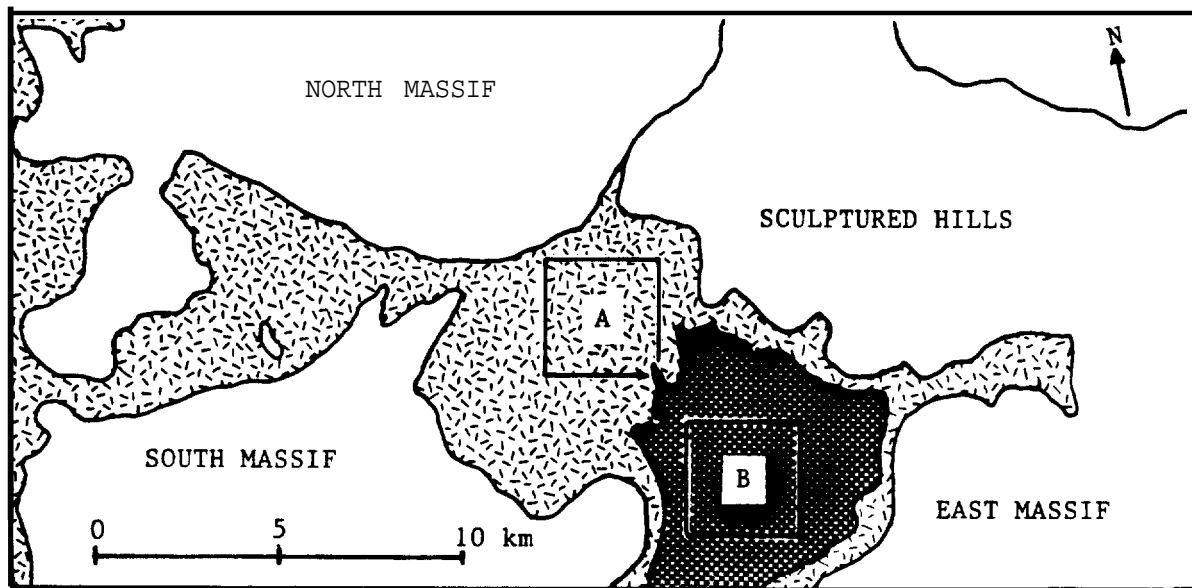 N
NORTH MASSIF
SCULPTURED HILLS
A
SOUTH MASSIF
B
EAST MASSIF
0 5 10 km